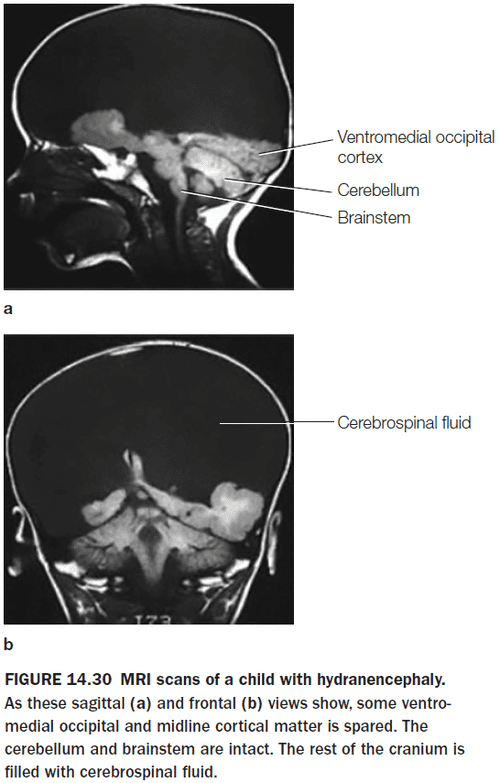 Ventromedial occipital
cortex
Cerebellum
Brainstem
a
Cerebrospinal fluid
b
FIGURE 14.30 MRI scans of a child with hydranencephaly.
As these sagittal (a) and frontal (b) views show, some ventro-
medial occipital and midline cortical matter is spared. The
cerebellum and brainstem are intact. The rest of the cranium is
filled with cerebrospinal fluid.